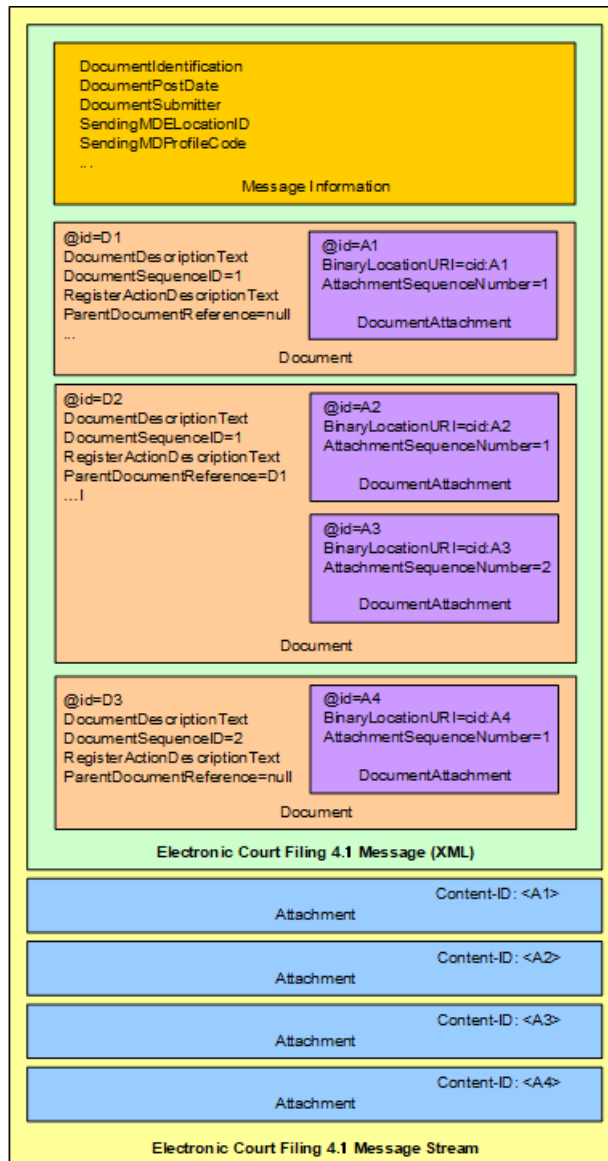 DocumentIdentification
DocumentPostDate
DocumentSubmitter
SendingMDELocationID
SendingMDProfileCode
...
Message Information
@id=D1
DocumentDescriptionText
DocumentSequenceID=1
RegisterActionDescriptionText
ParentDocumentReference=null
...
@id=A1
BinaryLocationURI=cid:A1
AttachmentSequenceNumber=1
DocumentAttachment
Document
@id=D2
DocumentDescriptionText
DocumentSequenceID=1
RegisterActionDescriptionText
ParentDocumentReference=D1
...l
@id=A2
BinaryLocationURI=cid:A2
AttachmentSequenceNumber=1
DocumentAttachment
@id=A3
BinaryLocationURI=cid:A3
AttachmentSequenceNumber=2
DocumentAttachment
Document
@id=D3
DocumentDescriptionText
DocumentSequenceID=2
RegisterActionDescriptionText
ParentDocumentReference=null
@id=A4
BinaryLocationURI=cid:A4
AttachmentSequenceNumber=1
DocumentAttachment
Document
Electronic Court Filing 4.1 Message (XML)
Content-ID: <A1>
Attachment
Content-ID: <A2>
Attachment
Content-ID: <A3>
Attachment
Content-ID: <A4>
Attachment
Electronic Court Filing 4.1 Message Stream